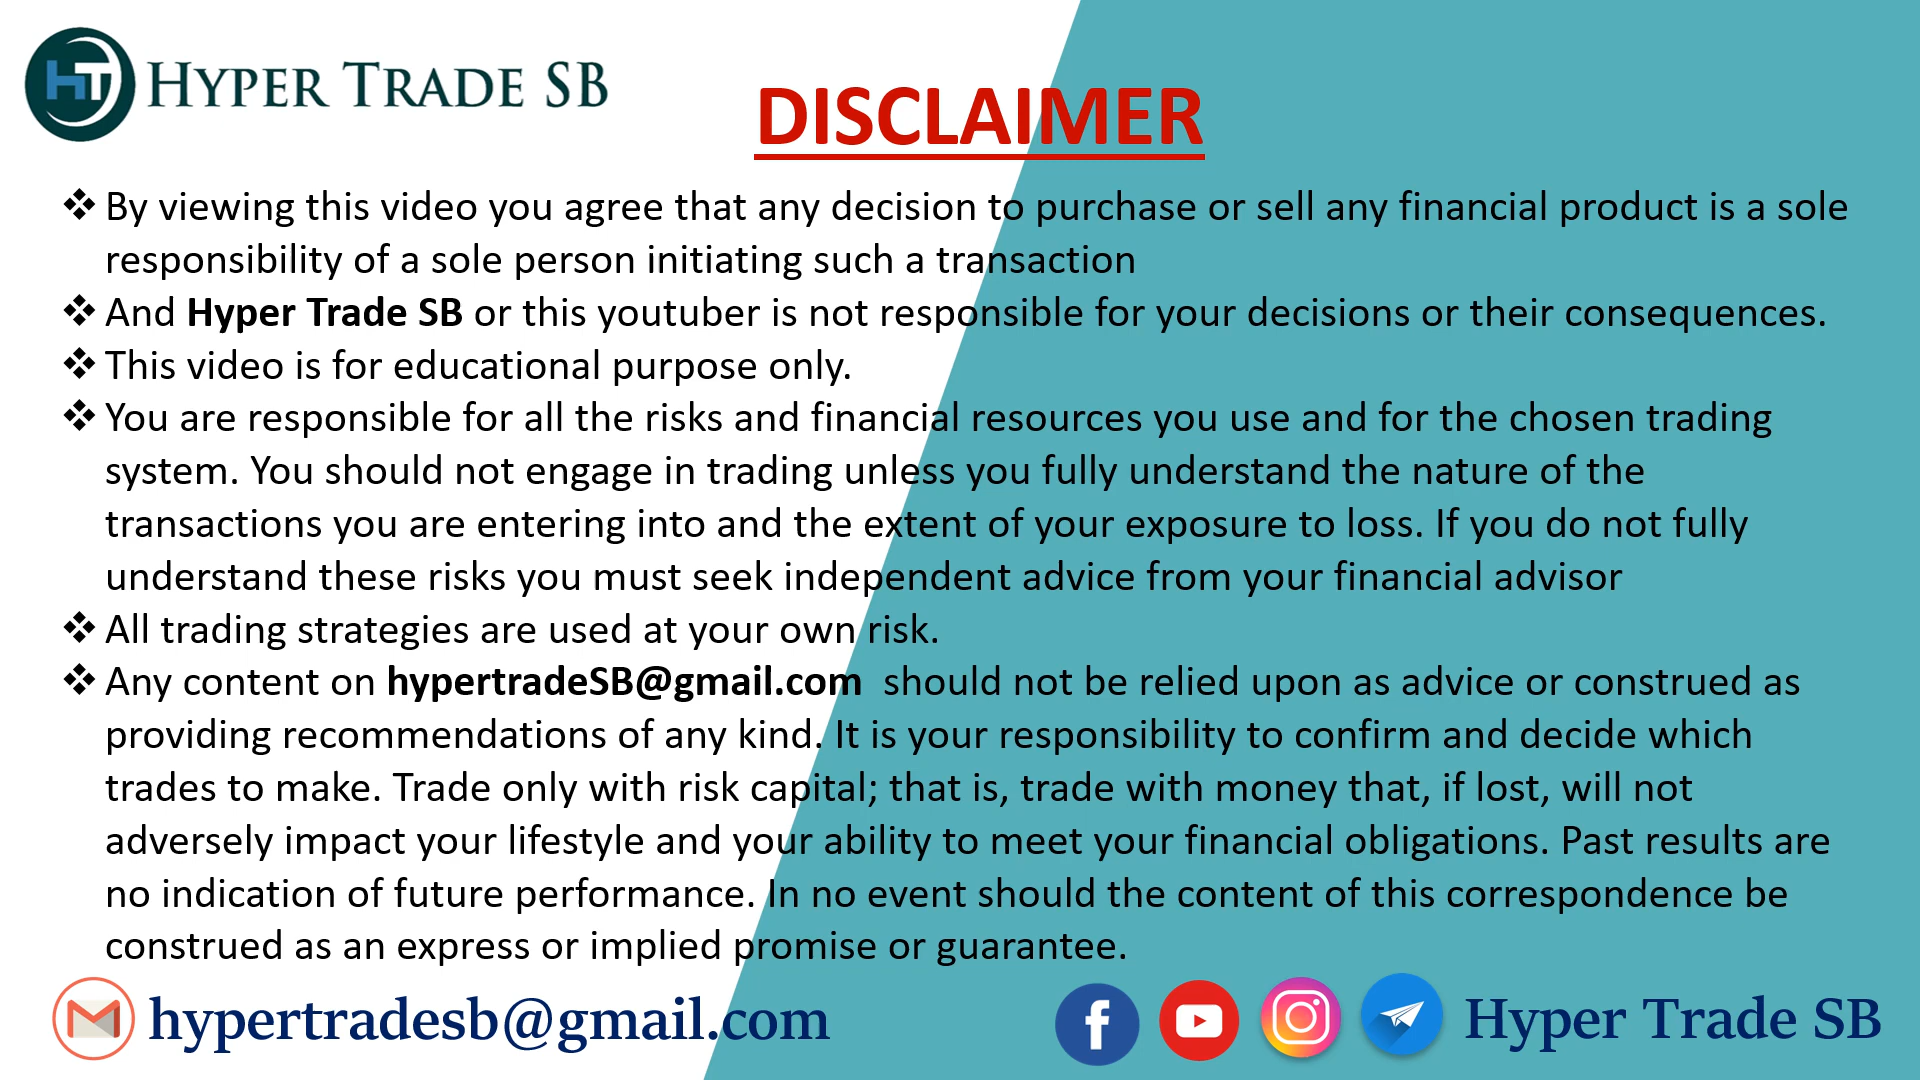 HT HYPER TRADE SB
DISCLAIMER
❖ By viewing this video you agree that any decision to purchase or sell any financial product is a sole
responsibility of a sole person initiating such a transaction
❖ And Hyper Trade SB or this youtuber is not responsible for your decisions or their consequences.
❖ This video is for educational purpose only.
❖ You are responsible for all the risks and financial resources you use and for the chosen trading
system. You should not engage in trading unless you fully understand the nature of the
transactions you are entering into and the extent of your exposure to loss. If you do not fully
understand these risks you must seek independent advice from your financial advisor
❖ All trading strategies are used at your own risk.
❖ Any content on hypertradeSB@gmail.com should not be relied upon as advice or construed as
providing recommendations of any kind. It is your responsibility to confirm and decide which
trades to make. Trade only with risk capital; that is, trade with money that, if lost, will not
adversely impact your lifestyle and your ability to meet your financial obligations. Past results are
no indication of future performance. In no event should the content of this correspondence be
construed as an express or implied promise or guarantee.
hypertradesb@gmail.com
Hyper Trade SB